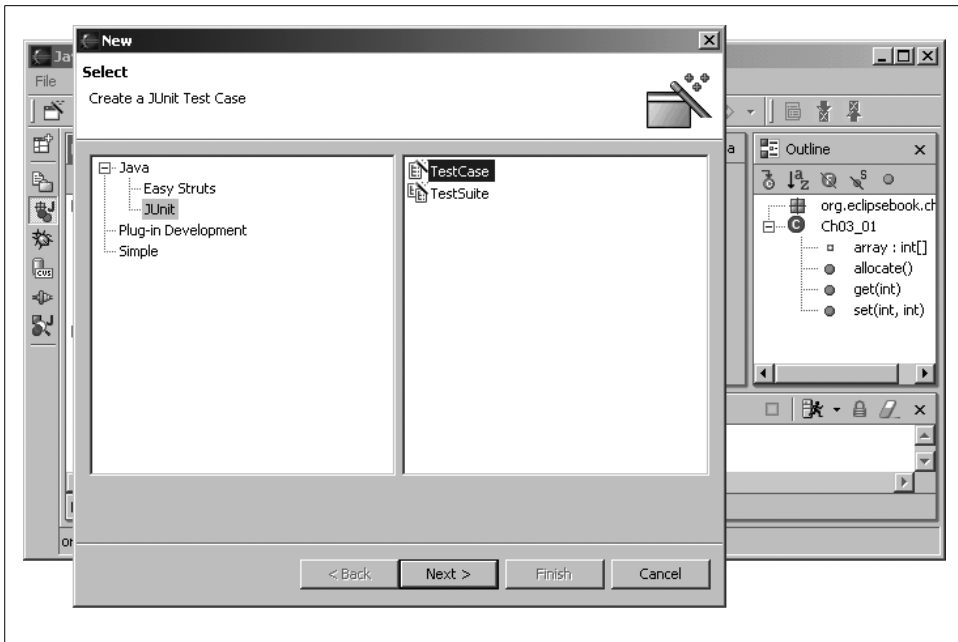 New
Select
Create a JUnit Test Case
Java
Easy Struts
JUnit
Plug-in Development
Simple
TestCase
TestSuite
< Back
Next >
Finish
Cancel
File
CVS
Outline
org.eclipsebook.ch
Ch03_01
array : int[]
allocate()
get(int)
set(int, int)